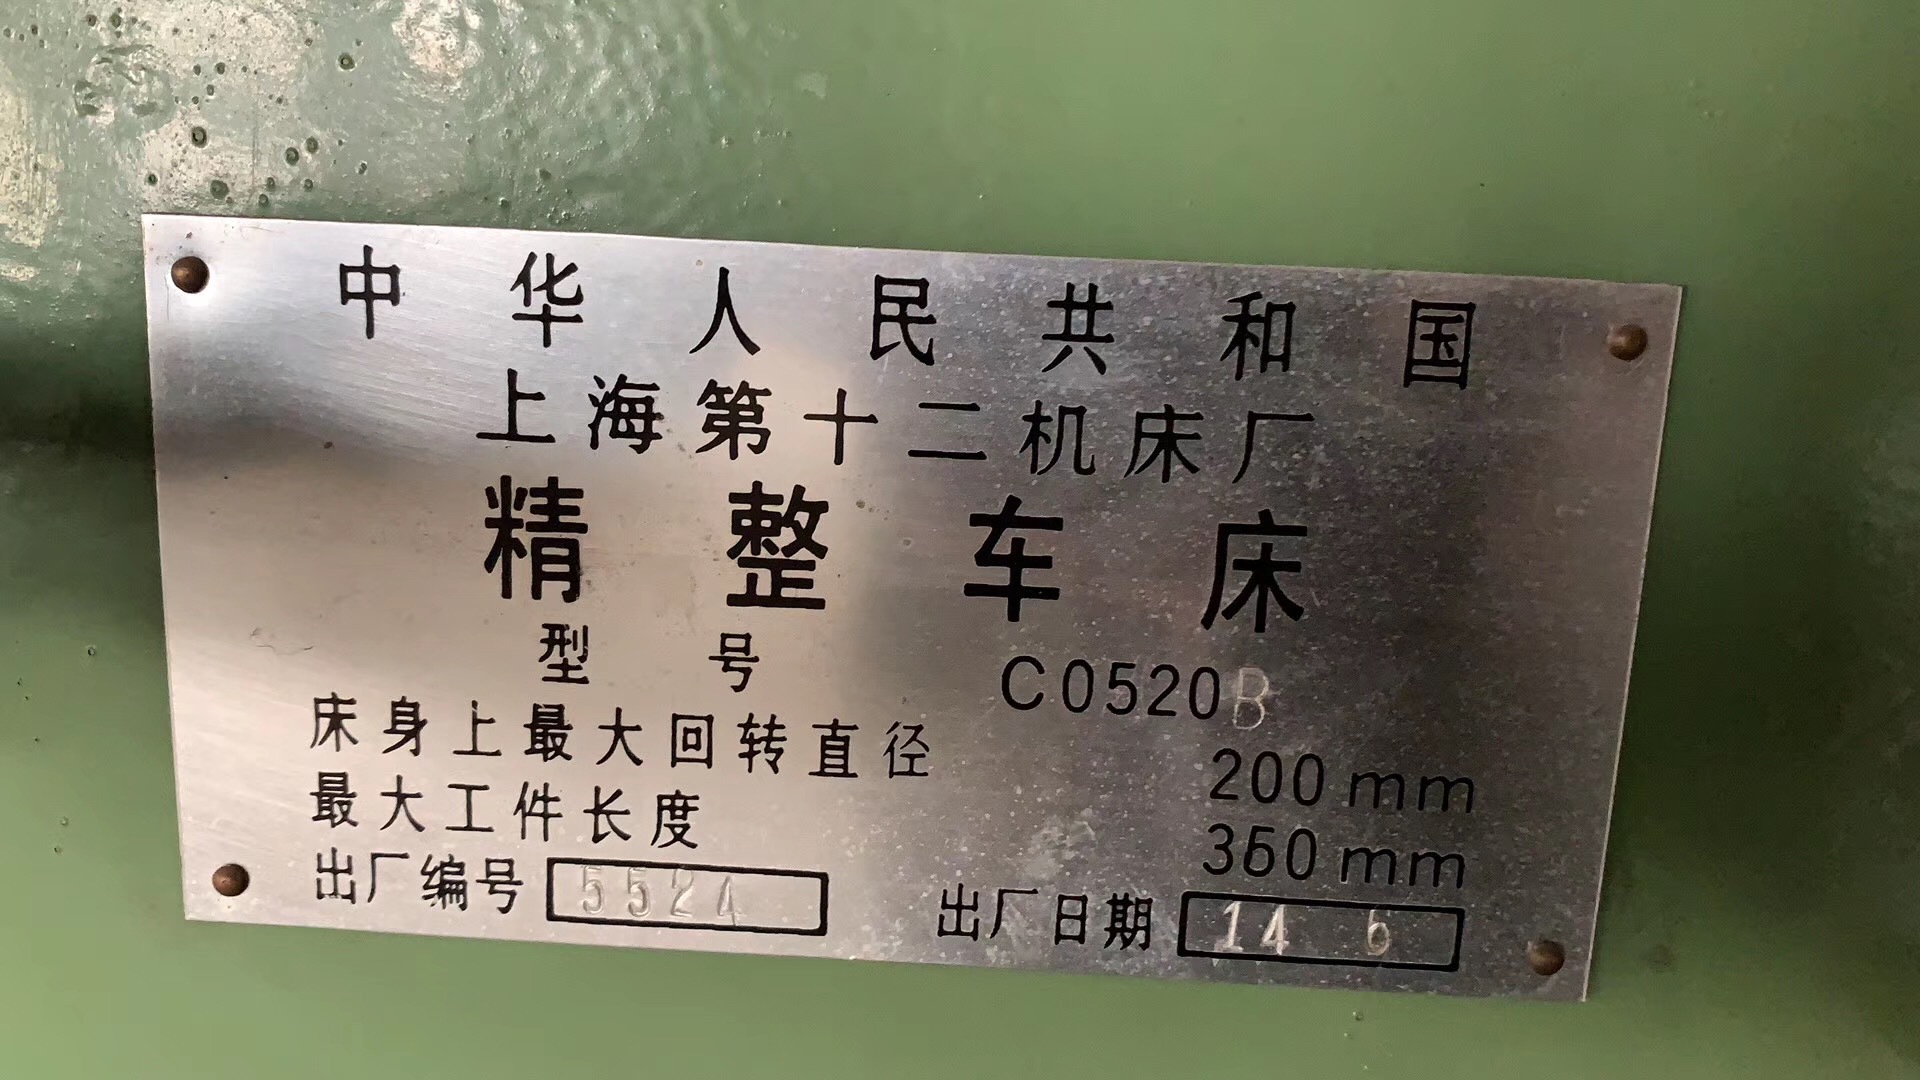 中华人民共和国
上海第十二机床厂
精整车床
型号 C0520B
床身上最大回转直径 200mm
最大工件长度 350mm
出厂编号 5524 出厂日期 14 6